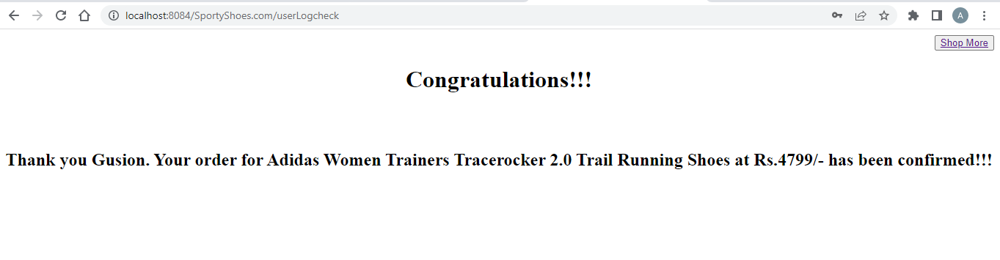 localhost:8084/SportyShoes.com/userLogcheck
A
Shop More
Congratulations!!!
Thank you Gusion. Your order for Adidas Women Trainers Tracerocker 2.0 Trail Running Shoes at Rs.4799/- has been confirmed!!!